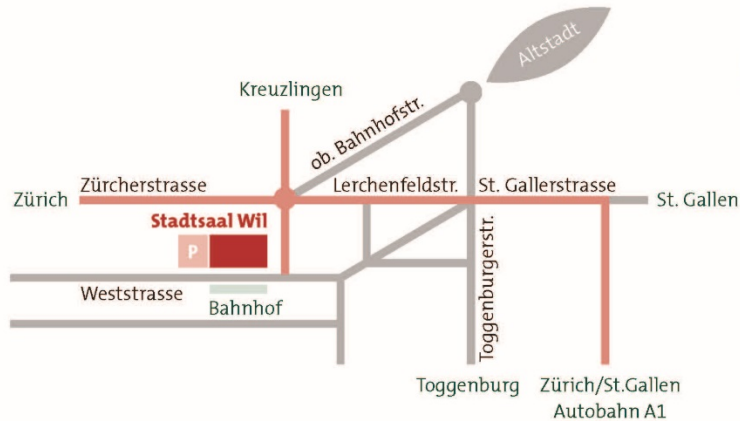 Altstadt
Kreuzlingen
ob. Bahnhofstr.
Zürcherstrasse
Lerchenfeldstr.
St. Gallerstrasse
Zürich
St. Gallen
Stadtsaal Wil
P
Toggenburgerstr.
Weststrasse
Bahnhof
Toggenburg
Zürich/St.Gallen
Autobahn A1